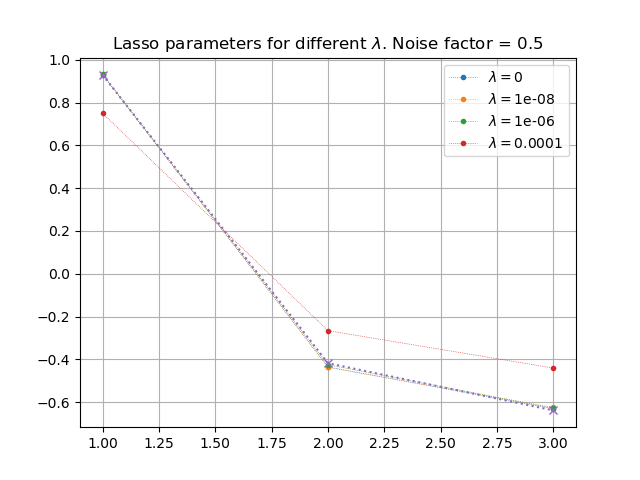 Lasso parameters for different λ. Noise factor = 0.5
1.0
0.8
0.6
0.4
0.2
0.0
−0.2
−0.4
−0.6
λ = 0
λ = 1e-08
λ = 1e-06
λ = 0.0001
1.00 1.25 1.50 1.75 2.00 2.25 2.50 2.75 3.00